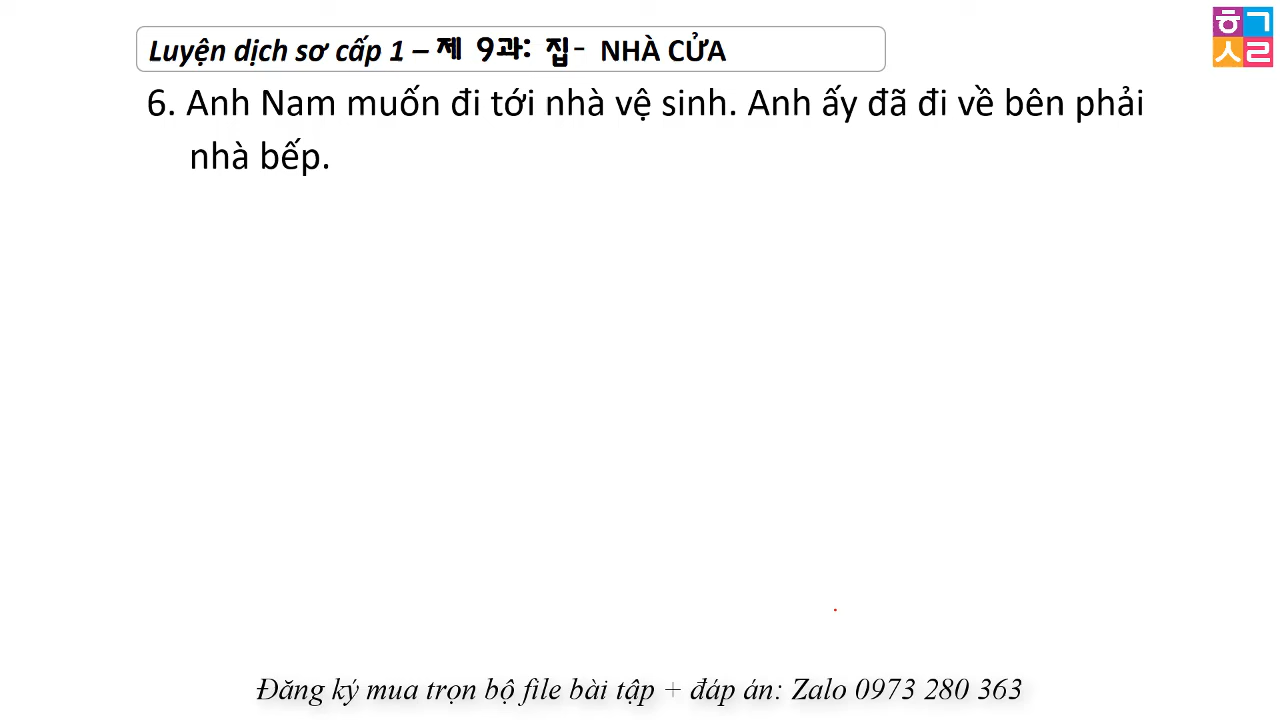 Luyện dịch sơ cấp 1 – 제 9과: 집- NHÀ CỬA
ㅎㄱ
ㅅㄹ
6. Anh Nam muốn đi tới nhà vệ sinh. Anh ấy đã đi về bên phải
nhà bếp.
Đăng ký mua trọn bộ file bài tập + đáp án: Zalo 0973 280 363